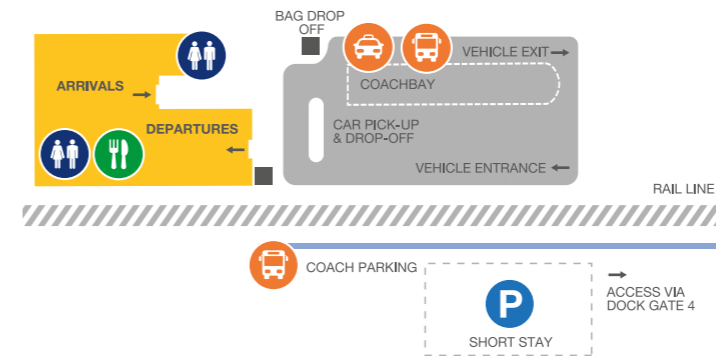 BAG DROP
OFF
VEHICLE EXIT
ARRIVALS
COACHBAY
DEPARTURES
CAR PICK-UP
& DROP-OFF
VEHICLE ENTRANCE
RAIL LINE
COACH PARKING
P
ACCESS VIA
DOCK GATE 4
SHORT STAY